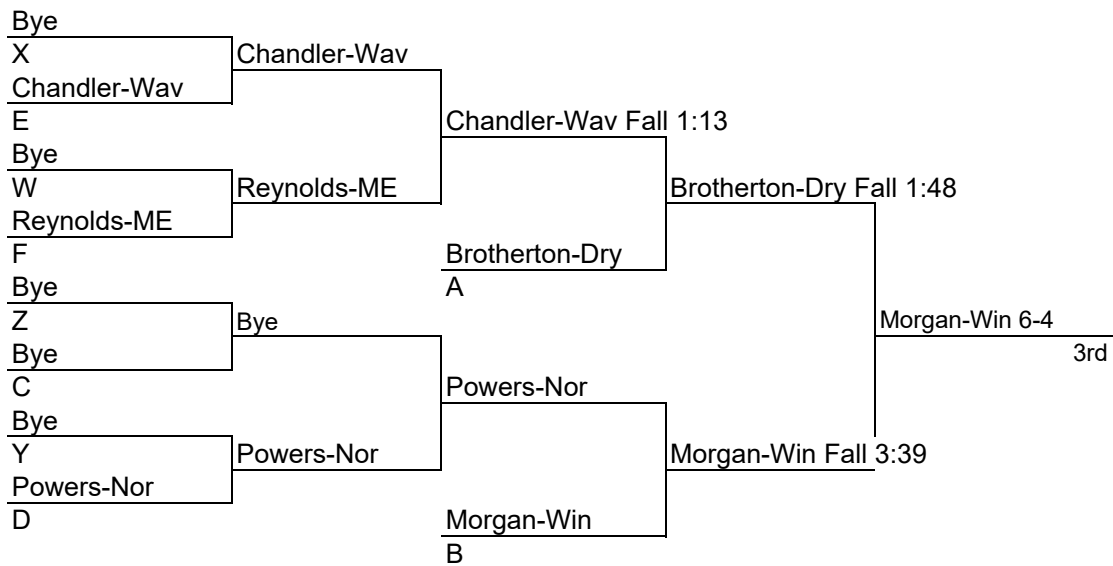 Bye
X
Chandler-Wav
Chandler-Wav
E
Chandler-Wav Fall 1:13
Bye
W
Reynolds-ME
Brotherton-Dry Fall 1:48
Reynolds-ME
F
Brotherton-Dry
Bye
A
Z
Bye
Morgan-Win 6-4
Bye
3rd
C
Powers-Nor
Bye
Y
Powers-Nor
Morgan-Win Fall 3:39
Powers-Nor
D
Morgan-Win
B